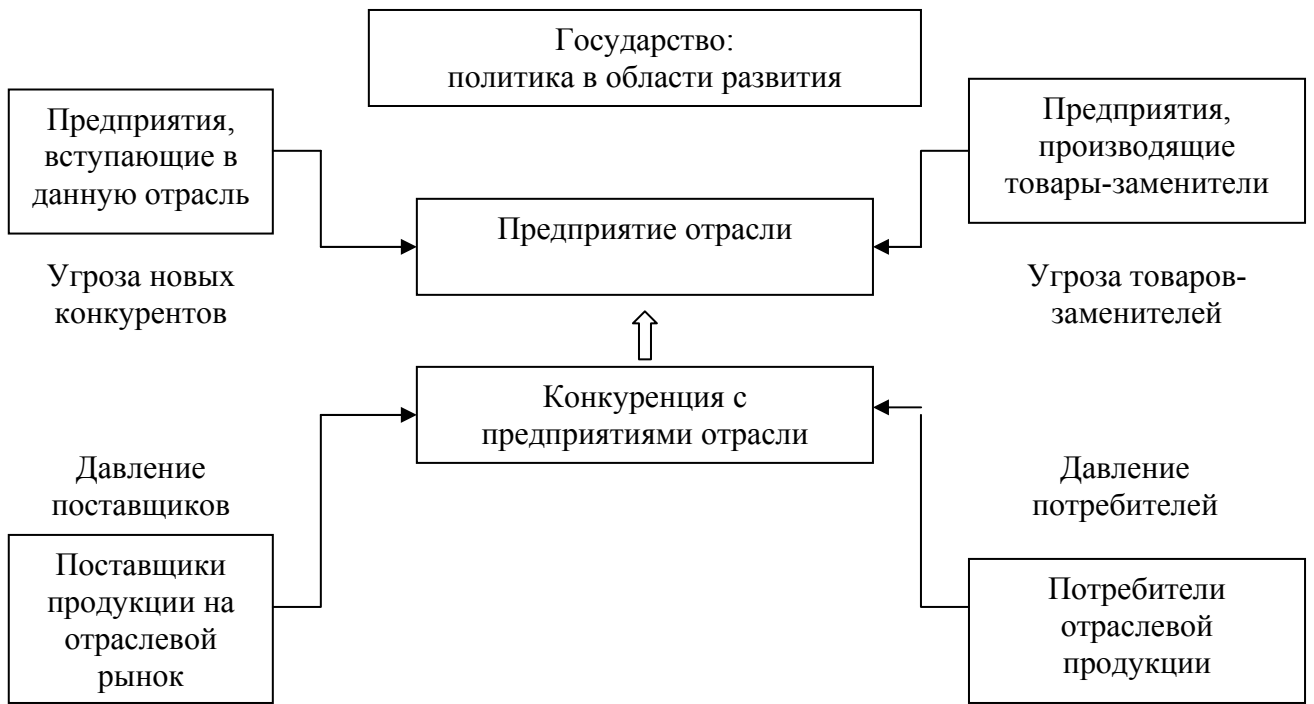 Государство:
политика в области развития
Предприятия,
вступающие в
данную отрасль
Предприятия,
производящие
товары-заменители
Предприятие отрасли
Угроза новых
конкурентов
Угроза товаров-
заменителей
Конкуренция с
предприятиями отрасли
Давление
поставщиков
Давление
потребителей
Поставщики
продукции на
отраслевой
рынок
Потребители
отраслевой
продукции